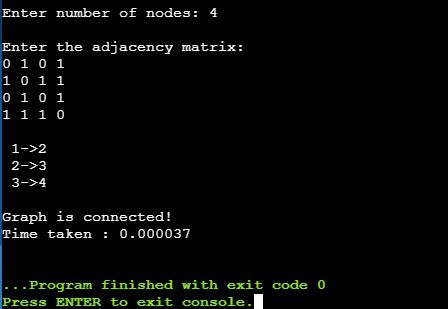 Enter number of nodes: 4
Enter the adjacency matrix:
0 1 0 1
1 0 1 1
0 1 0 1
1 1 1 0
1->2
2->3
3->4
Graph is connected!
Time taken : 0.000037
...Program finished with exit code 0
Press ENTER to exit console.